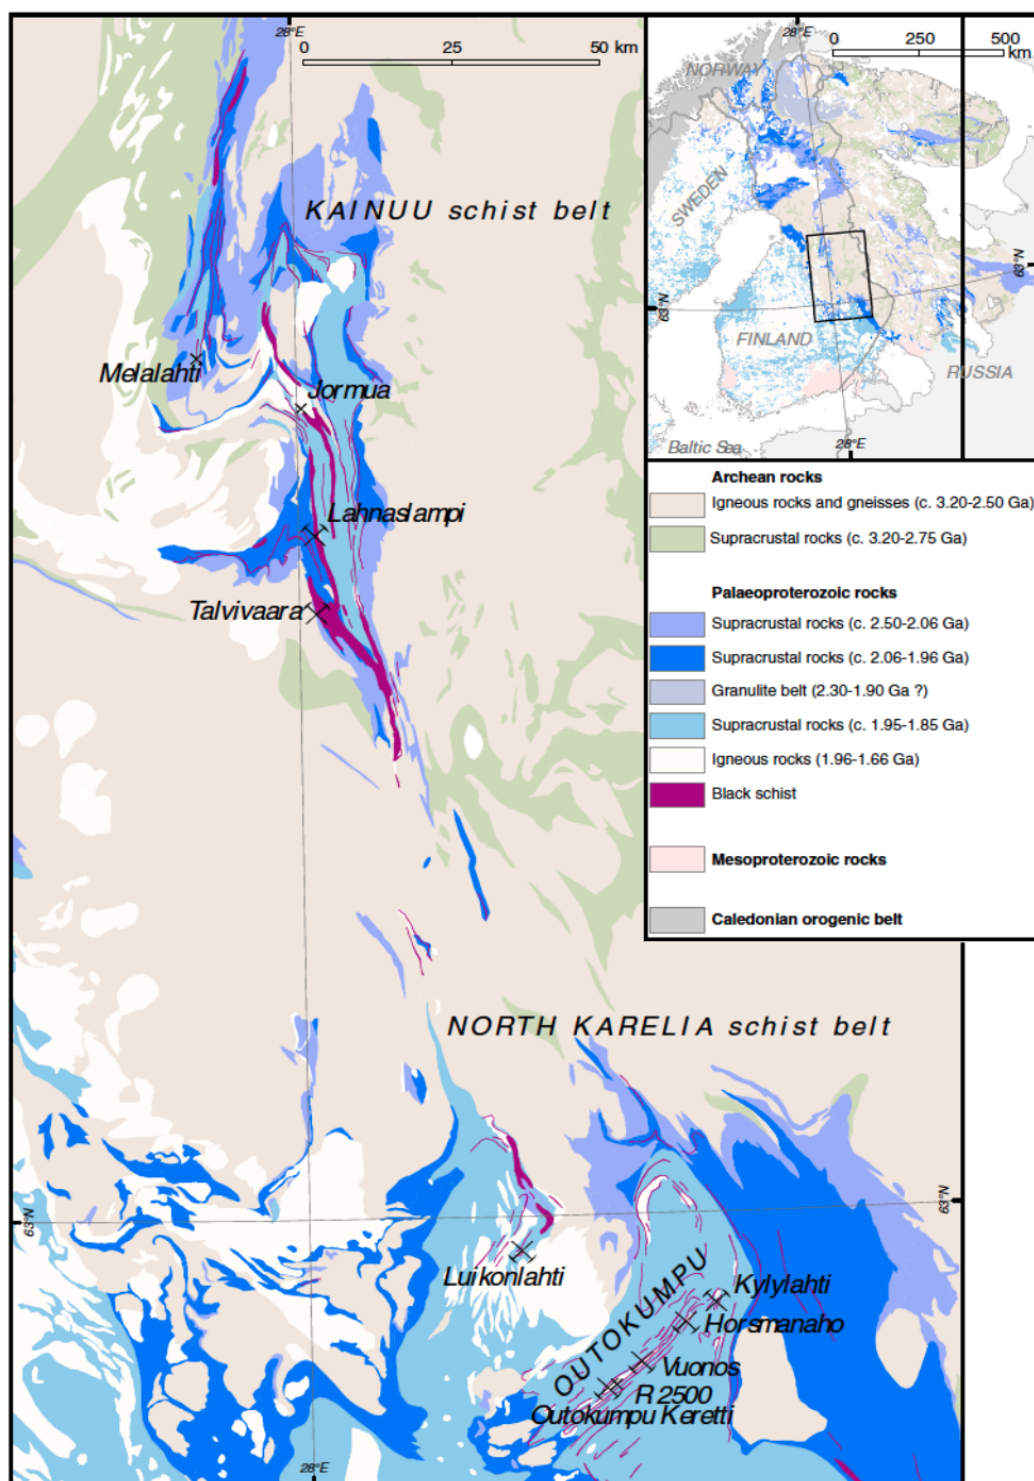 28°E
0 25 50 km
KAINUU schist belt
Melalahti
Jormua
Lahnaslampi
Talvivaara
NORTH KARELIA schist belt
63°N
63°N
Luikonlahti
OUTOKUMPU
Kylylahti
Horsmanaho
Vuonos
R2500
Outokumpu Keretti
28°E
28°E
0 250 500
km
NORWAY
SWEDEN
63°N
63°N
FINLAND
RUSSIA
Baltic Sea
28°E
Archean rocks
Igneous rocks and gneisses (c. 3.20-2.50 Ga)
Supracrustal rocks (c. 3.20-2.75 Ga)
Palaeoproterozoic rocks
Supracrustal rocks (c. 2.50-2.06 Ga)
Supracrustal rocks (c. 2.06-1.96 Ga)
Granulite belt (2.30-1.90 Ga ?)
Supracrustal rocks (c. 1.95-1.85 Ga)
Igneous rocks (1.96-1.66 Ga)
Black schist
Mesoproterozoic rocks
Caledonian orogenic belt